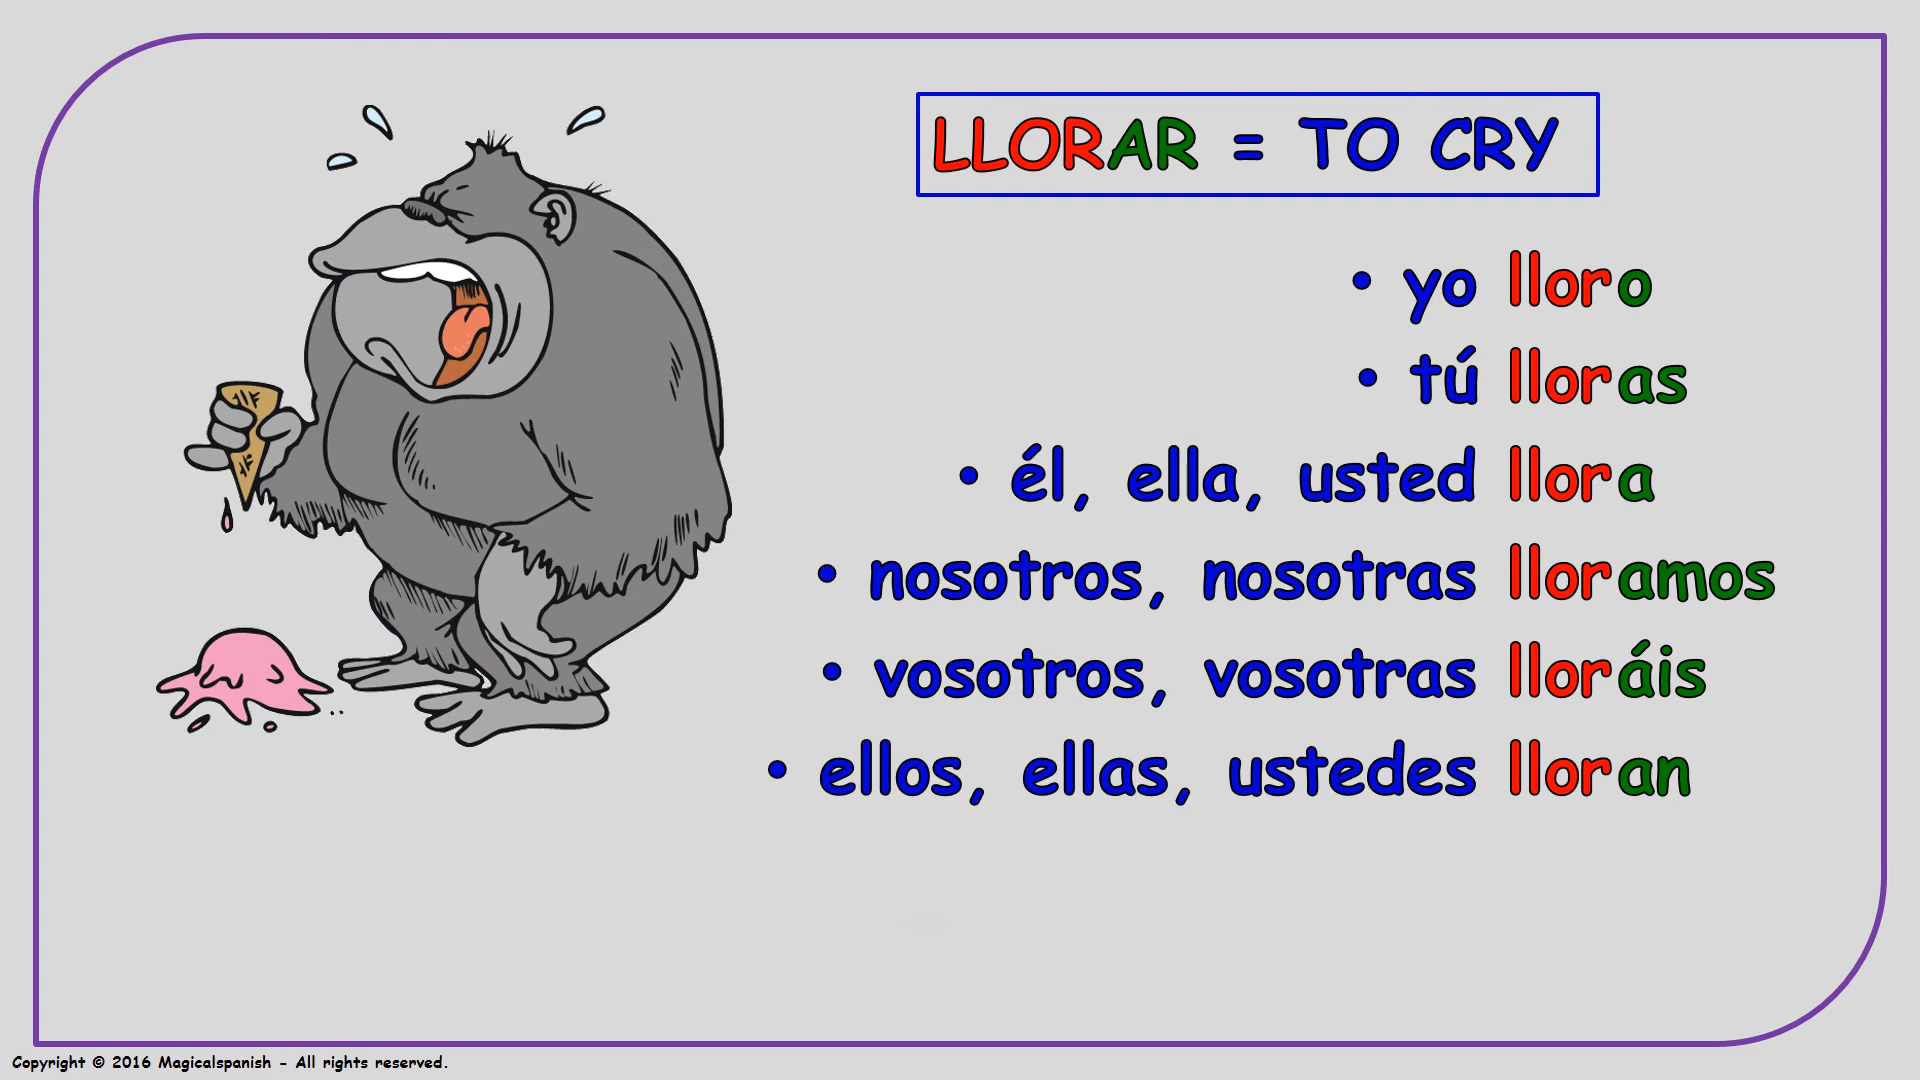 LLORAR = TO CRY
• yo lloro
• tú lloras
• él, ella, usted llora
• nosotros, nosotras lloramos
• vosotros, vosotras lloráis
• ellos, ellas, ustedes lloran
Copyright © 2016 Magicalspanish - All rights reserved.